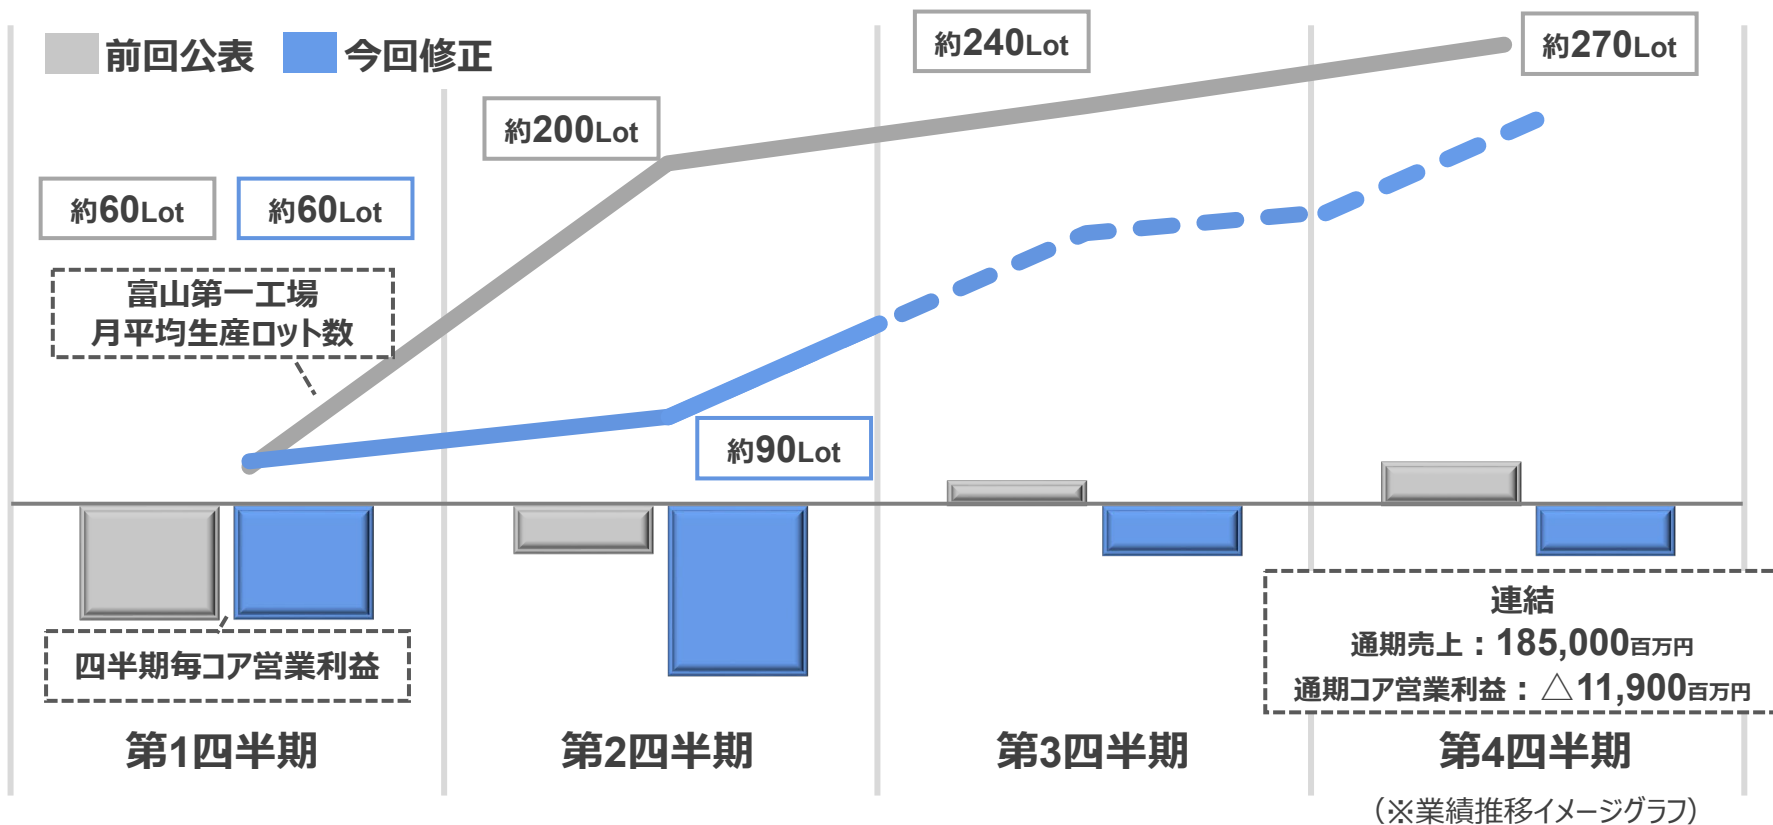 前回公表
今回修正
約60Lot
約60Lot
約200Lot
約240Lot
約270Lot
富山第一工場
月平均生産ロット数
約90Lot
四半期毎コア営業利益
連結
通期売上：185,000百万円
通期コア営業利益：△11,900百万円
第1四半期
第2四半期
第3四半期
第4四半期
（※業績推移イメージグラフ）